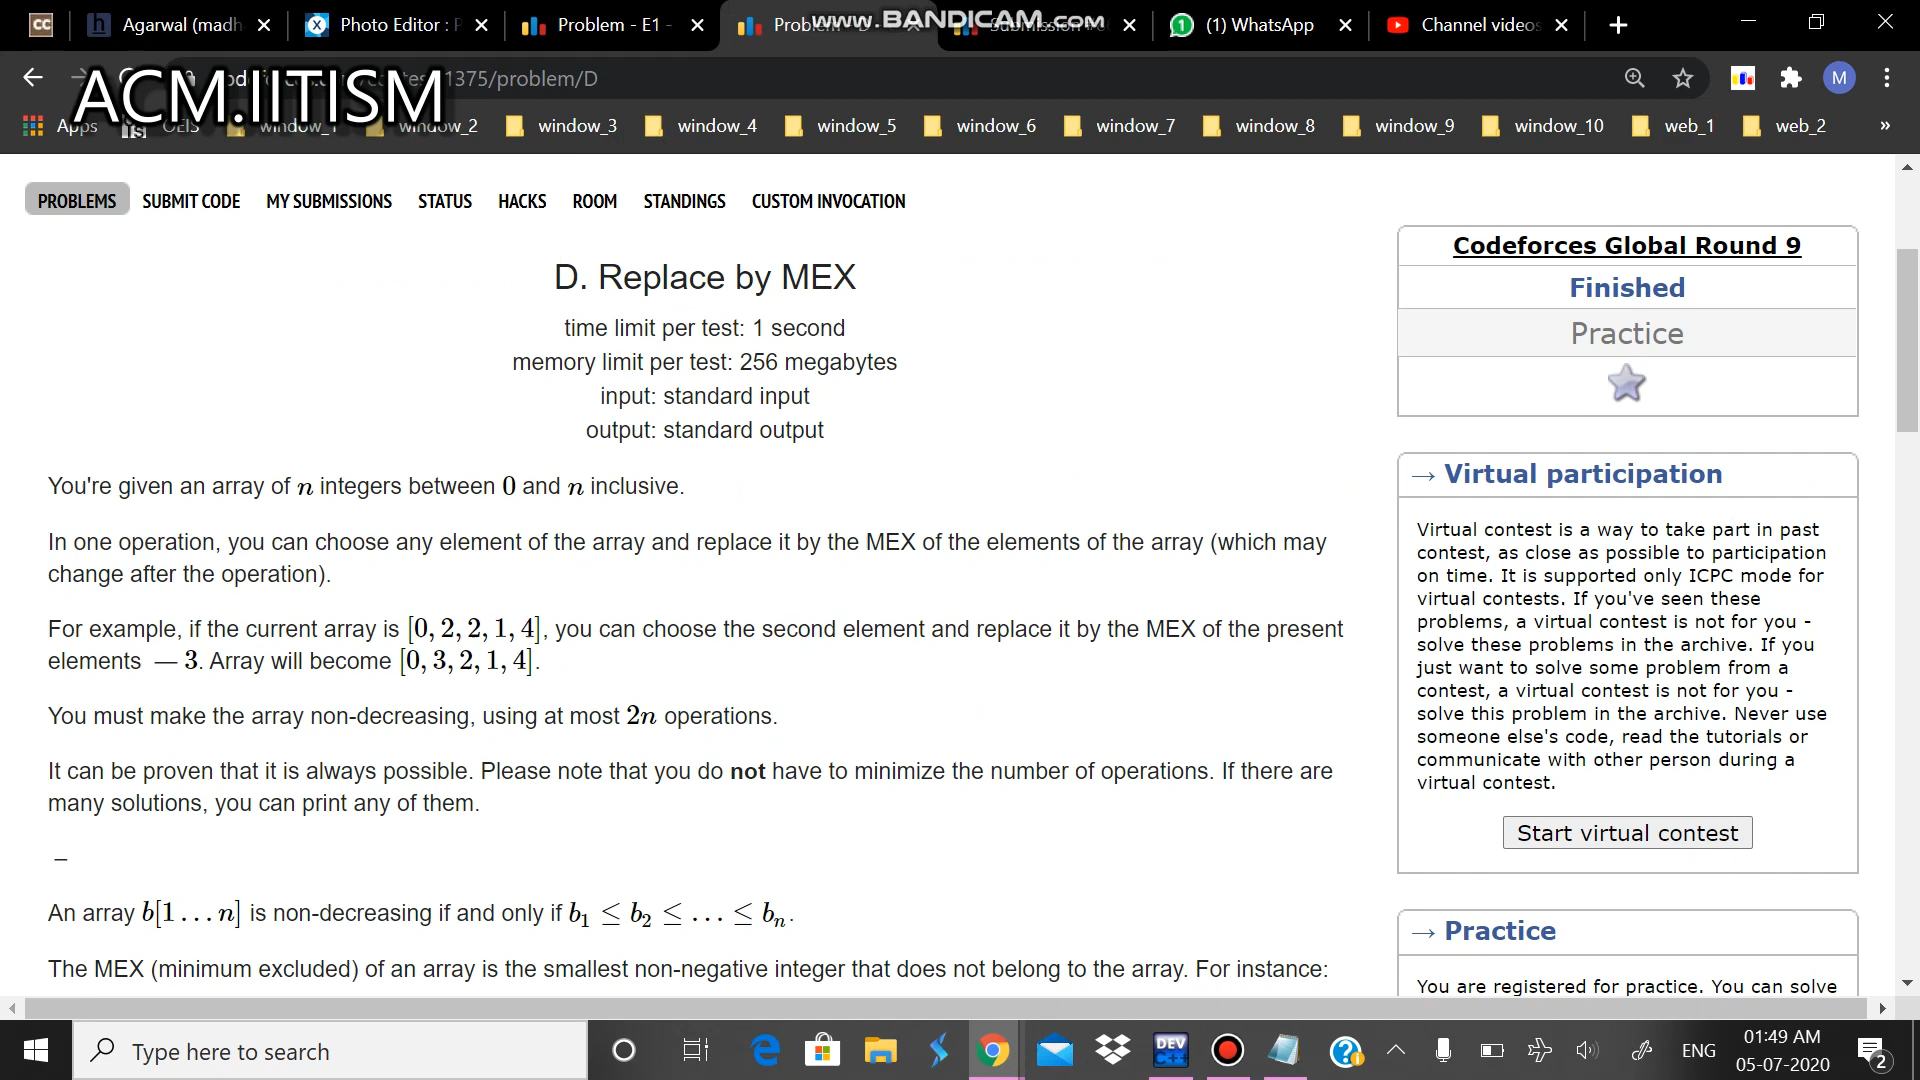 Agarwal (madh
Photo Editor : P
Problem - E1 -
www.BANDICAM.com
(1) WhatsApp
Channel videos
ACM.IITISM
1375/problem/D
M
Apps
OEIS
window_1
window_2
window_3
window_4
window_5
window_6
window_7
window_8
window_9
window_10
web_1
web_2
»
PROBLEMS SUBMIT CODE MY SUBMISSIONS STATUS HACKS ROOM STANDINGS CUSTOM INVOCATION
D. Replace by MEX
time limit per test: 1 second
memory limit per test: 256 megabytes
input: standard input
output: standard output
You're given an array of n integers between 0 and n inclusive.
In one operation, you can choose any element of the array and replace it by the MEX of the elements of the array (which may
change after the operation).
For example, if the current array is [0, 2, 2, 1, 4], you can choose the second element and replace it by the MEX of the present
elements — 3. Array will become [0, 3, 2, 1, 4].
You must make the array non-decreasing, using at most 2n operations.
It can be proven that it is always possible. Please note that you do not have to minimize the number of operations. If there are
many solutions, you can print any of them.
–
An array b[1 … n] is non-decreasing if and only if b₁ ≤ b₂ ≤ … ≤ bₙ.
The MEX (minimum excluded) of an array is the smallest non-negative integer that does not belong to the array. For instance:
Codeforces Global Round 9
Finished
Practice
→ Virtual participation
Virtual contest is a way to take part in past
contest, as close as possible to participation
on time. It is supported only ICPC mode for
virtual contests. If you've seen these
problems, a virtual contest is not for you -
solve these problems in the archive. If you
just want to solve some problem from a
contest, a virtual contest is not for you -
solve this problem in the archive. Never use
someone else's code, read the tutorials or
communicate with other person during a
virtual contest.
Start virtual contest
→ Practice
You are registered for practice. You can solve
Type here to search
DEV
C++
ENG
01:49 AM
05-07-2020
2